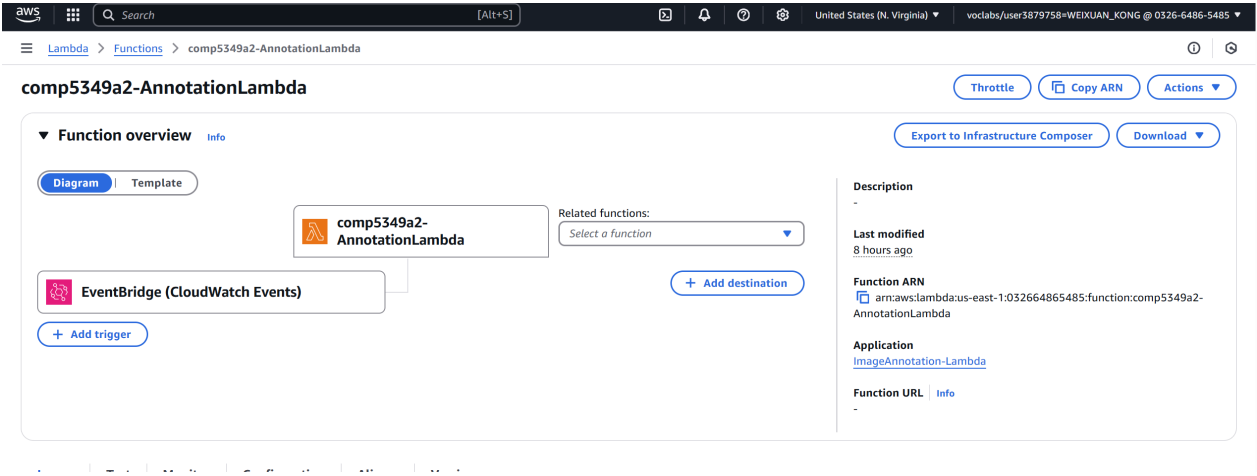 aws
Search
[Alt+S]
United States (N. Virginia) ▼
voclabs/user3879758=WEIXUAN_KONG @ 0326-6486-5485 ▼
Lambda > Functions > comp5349a2-AnnotationLambda
comp5349a2-AnnotationLambda
Throttle
Copy ARN
Actions ▼
▼ Function overview
Info
Export to Infrastructure Composer
Download ▼
Diagram
Template
comp5349a2-
AnnotationLambda
Related functions:
Select a function
EventBridge (CloudWatch Events)
+ Add destination
+ Add trigger
Description
-
Last modified
8 hours ago
Function ARN
arn:aws:lambda:us-east-1:032664865485:function:comp5349a2-
AnnotationLambda
Application
ImageAnnotation-Lambda
Function URL
Info
-